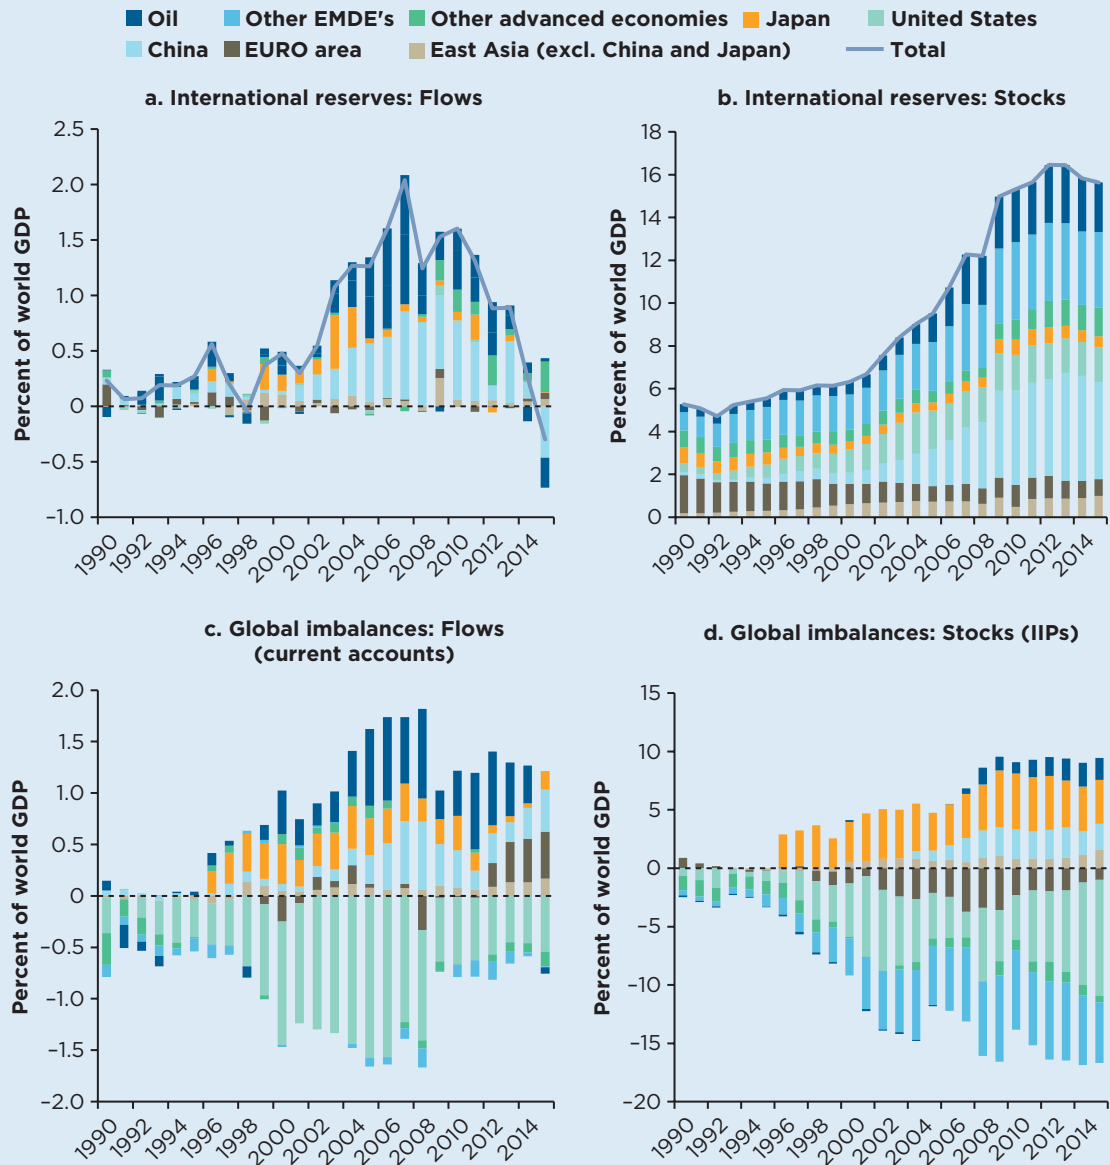 Oil Other EMDE's Other advanced economies Japan United States
China EURO area East Asia (excl. China and Japan) Total
a. International reserves: Flows
Percent of world GDP
2.5
2.0
1.5
1.0
0.5
0
−0.5
−1.0
1990 1992 1994 1996 1998 2000 2002 2004 2006 2008 2010 2012 2014
b. International reserves: Stocks
Percent of world GDP
18
16
14
12
10
8
6
4
2
0
1990 1992 1994 1996 1998 2000 2002 2004 2006 2008 2010 2012 2014
c. Global imbalances: Flows
(current accounts)
Percent of world GDP
2.0
1.5
1.0
0.5
0
−0.5
−1.0
−1.5
−2.0
1990 1992 1994 1996 1998 2000 2002 2004 2006 2008 2010 2012 2014
d. Global imbalances: Stocks (IIPs)
Percent of world GDP
15
10
5
0
−5
−10
−15
−20
1990 1992 1994 1996 1998 2000 2002 2004 2006 2008 2010 2012 2014